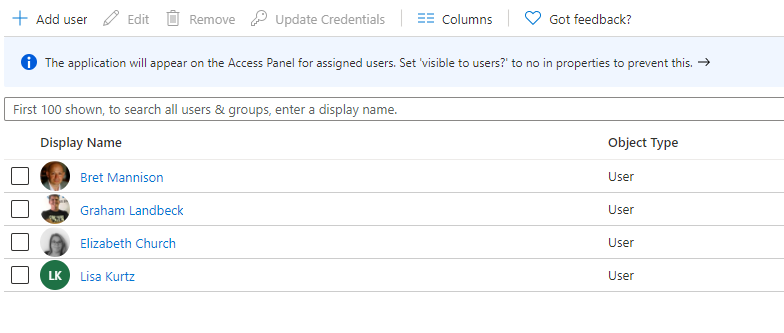 + Add user Edit Remove Update Credentials Columns Got feedback?
The application will appear on the Access Panel for assigned users. Set 'visible to users?' to no in properties to prevent this. →
First 100 shown, to search all users & groups, enter a display name.
Display Name Object Type
Bret Mannison User
Graham Landbeck User
Elizabeth Church User
LK Lisa Kurtz User